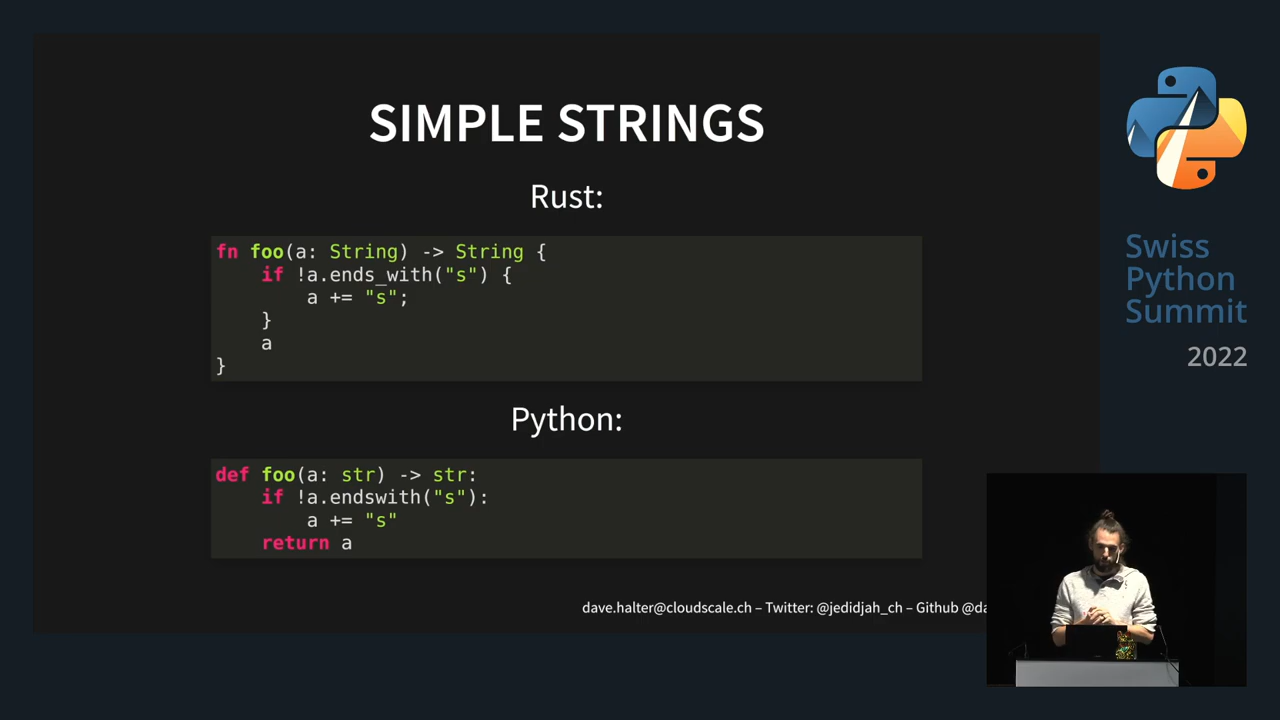 SIMPLE STRINGS
Rust:
fn foo(a: String) -> String {
    if !a.ends_with("s") {
        a += "s";
    }
    a
}
Python:
def foo(a: str) -> str:
    if !a.endswith("s"):
        a += "s"
    return a
dave.halter@cloudscale.ch – Twitter: @jedidjah_ch – Github @da
Swiss
Python
Summit
2022